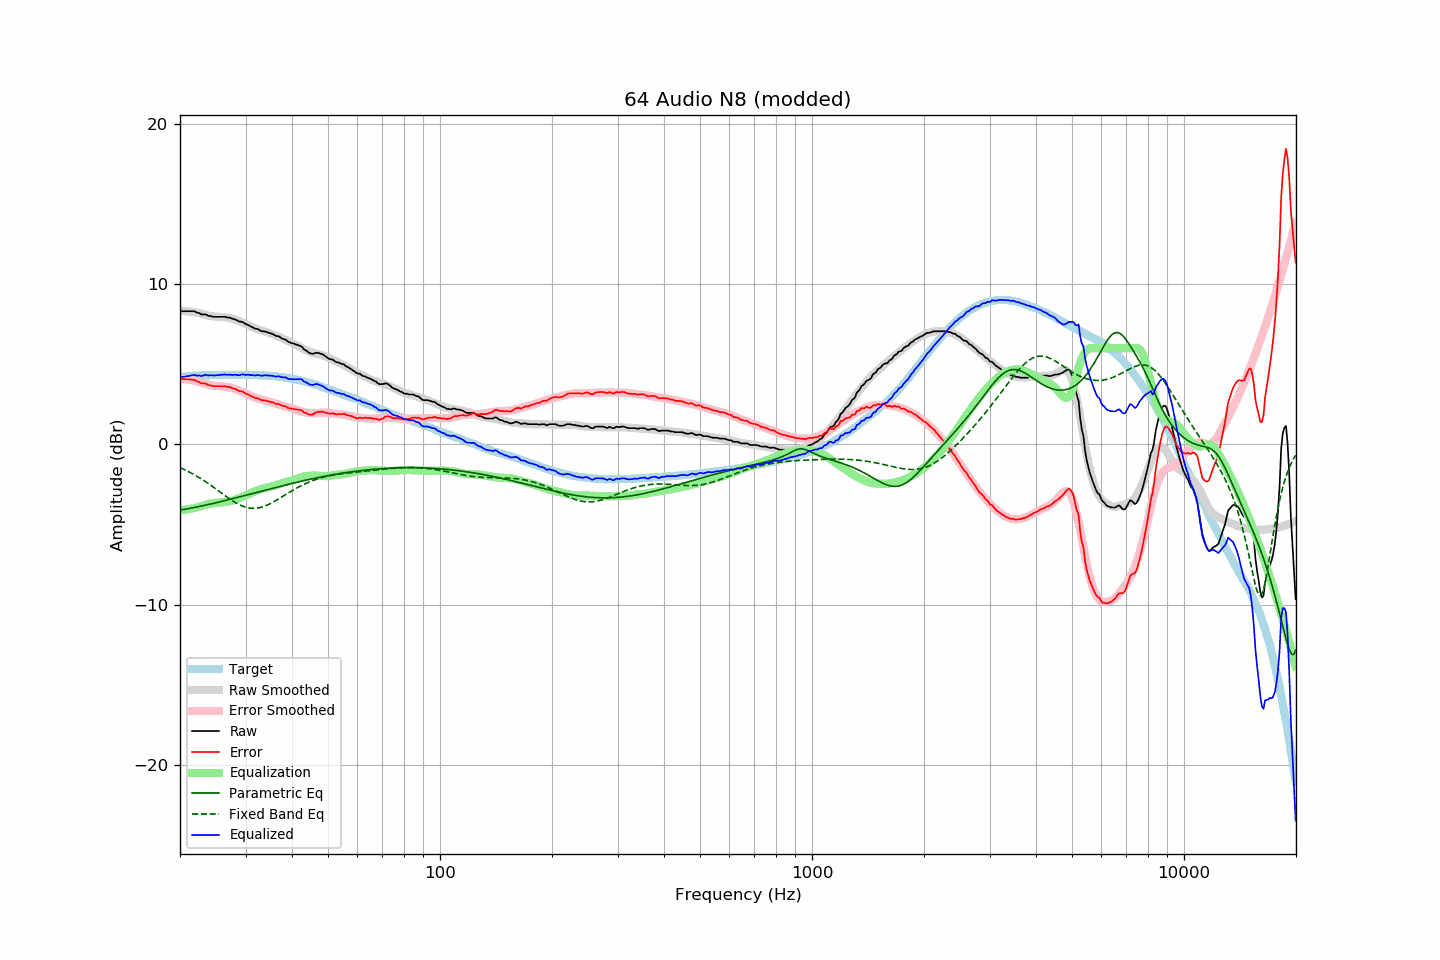 64 Audio N8 (modded)
20
10
0
−10
−20
Amplitude (dBr)
100
1000
10000
Frequency (Hz)
Target
Raw Smoothed
Error Smoothed
Raw
Error
Equalization
Parametric Eq
Fixed Band Eq
Equalized